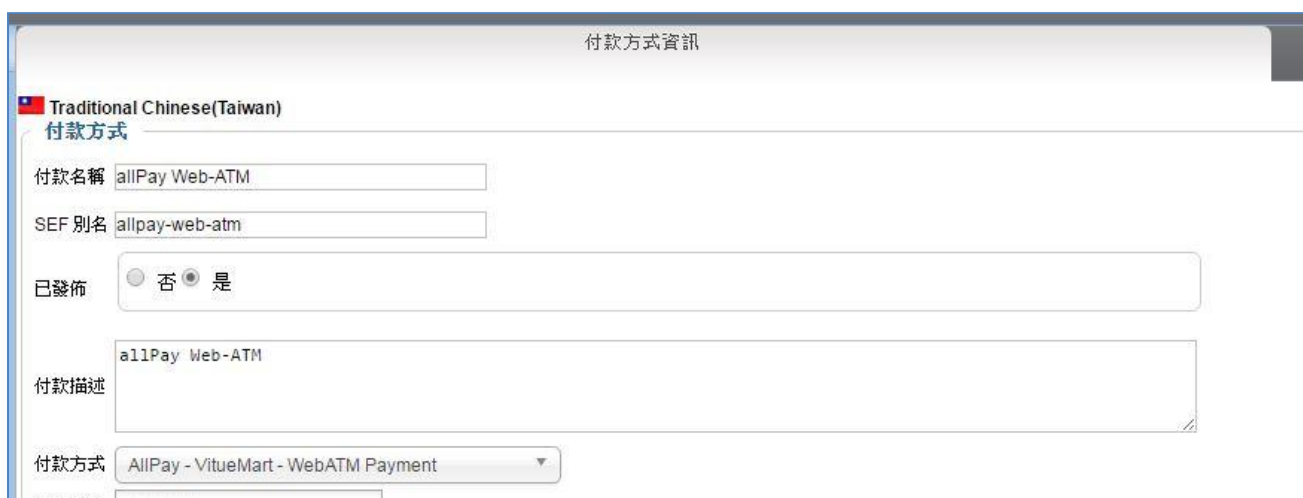 付款方式資訊
Traditional Chinese(Taiwan)
付款方式
付款名稱 allPay Web-ATM
SEF 別名 allpay-web-atm
已發佈 否 是
allPay Web-ATM
付款描述
付款方式 AllPay - VitueMart - WebATM Payment